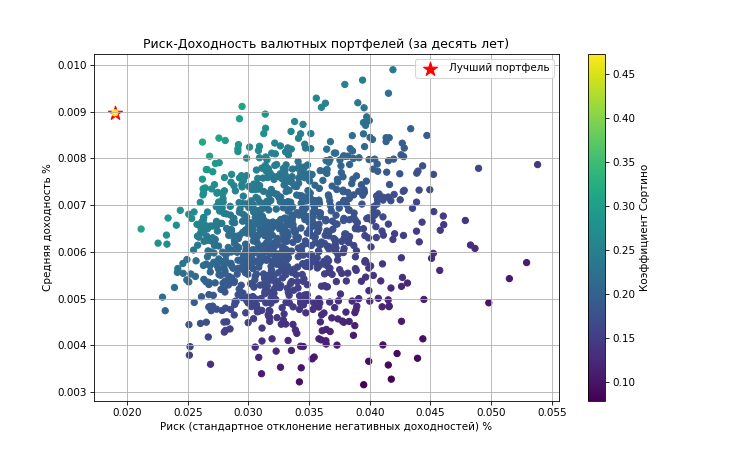 Риск-Доходность валютных портфелей (за десять лет)
Лучший портфель
0.010
0.009
0.008
0.007
0.006
0.005
0.004
0.003
Средняя доходность %
0.020 0.025 0.030 0.035 0.040 0.045 0.050 0.055
Риск (стандартное отклонение негативных доходностей) %
0.45
0.40
0.35
0.30
0.25
0.20
0.15
0.10
Коэффициент Сортино